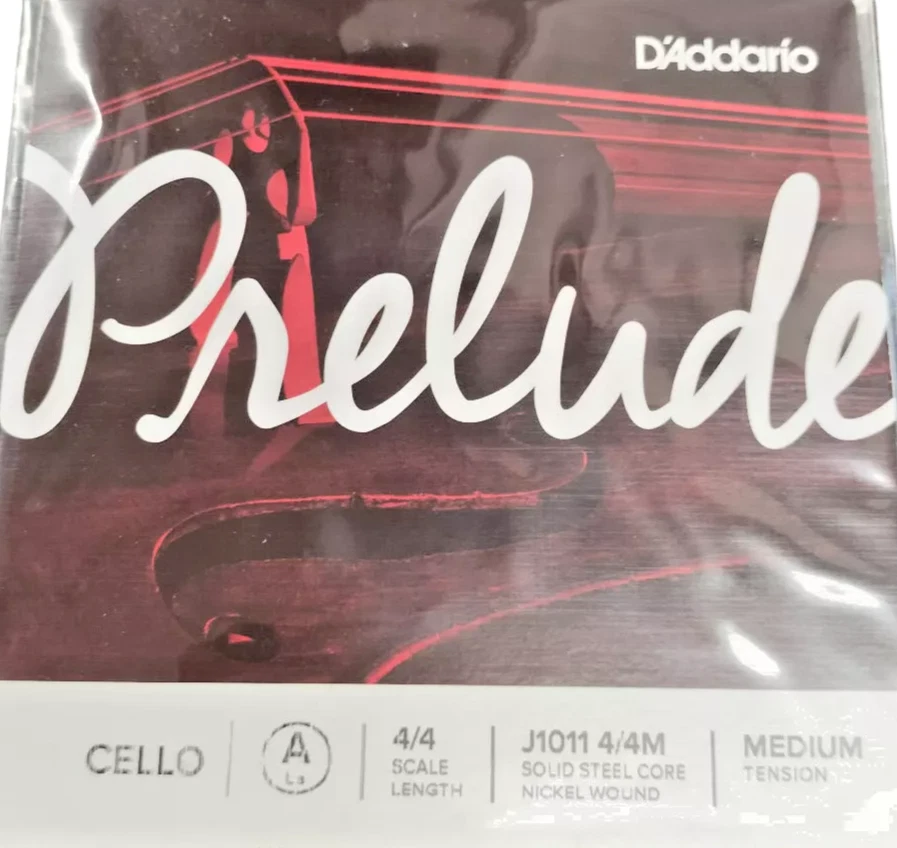 D'Addario
Prelude
CELLO
A
La
4/4
SCALE
LENGTH
J1011 4/4M
SOLID STEEL CORE
NICKEL WOUND
MEDIUM
TENSION